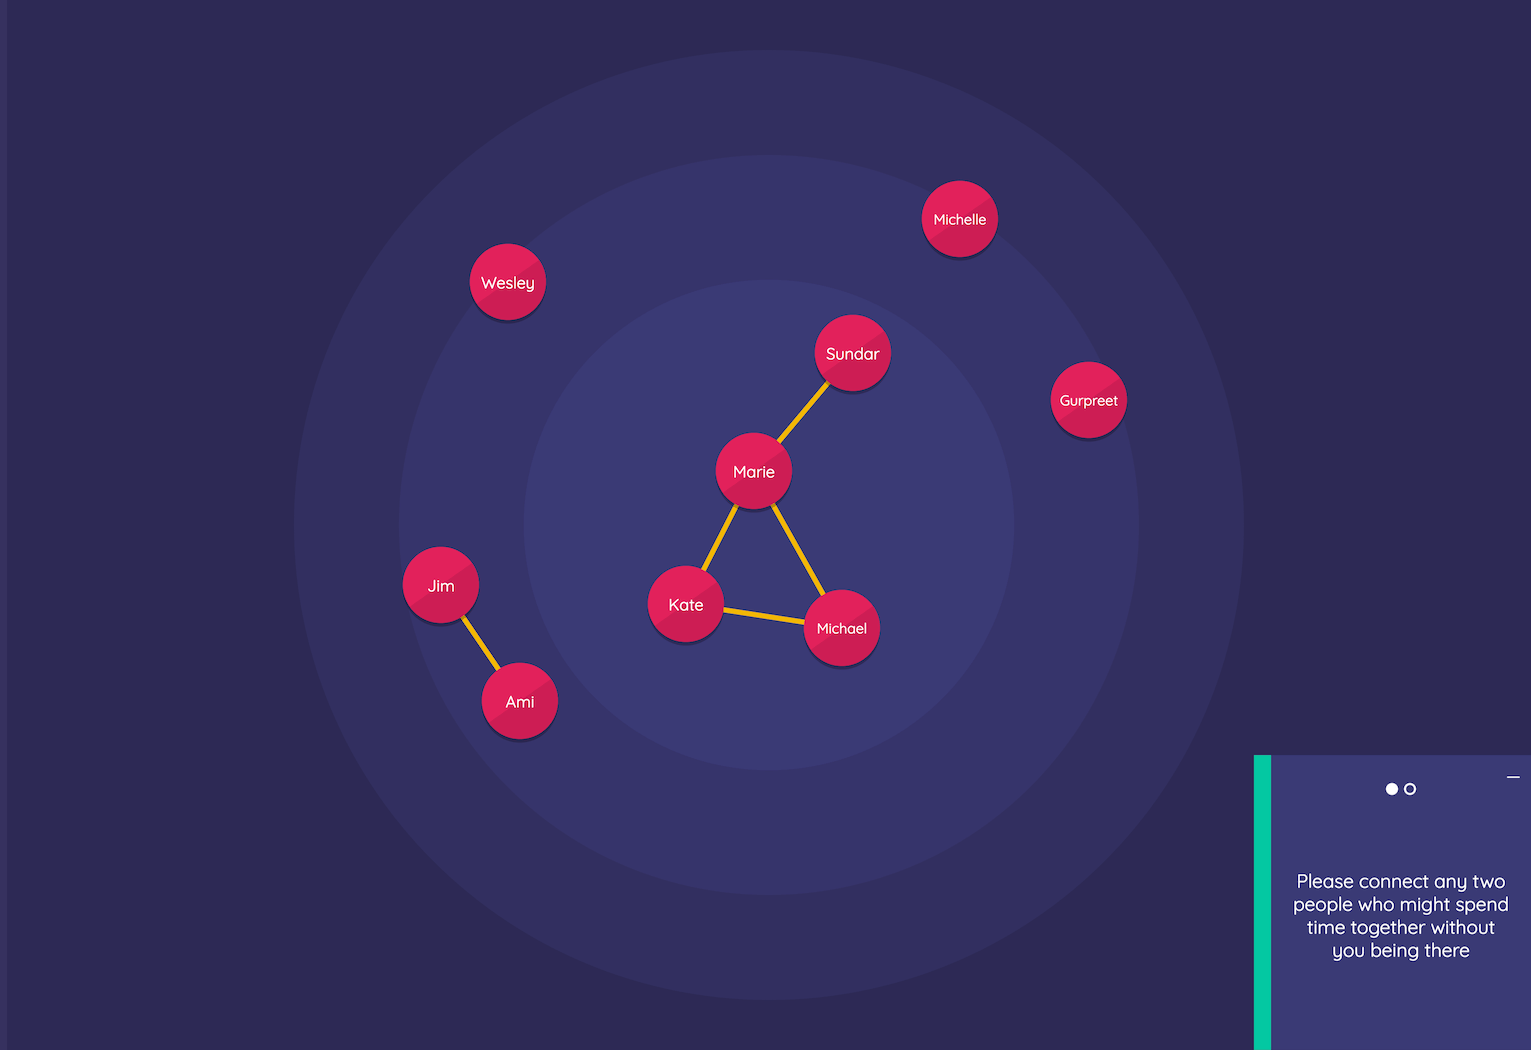 Michelle
Wesley
Sundar
Gurpreet
Marie
Jim
Kate
Michael
Ami
Please connect any two
people who might spend
time together without
you being there